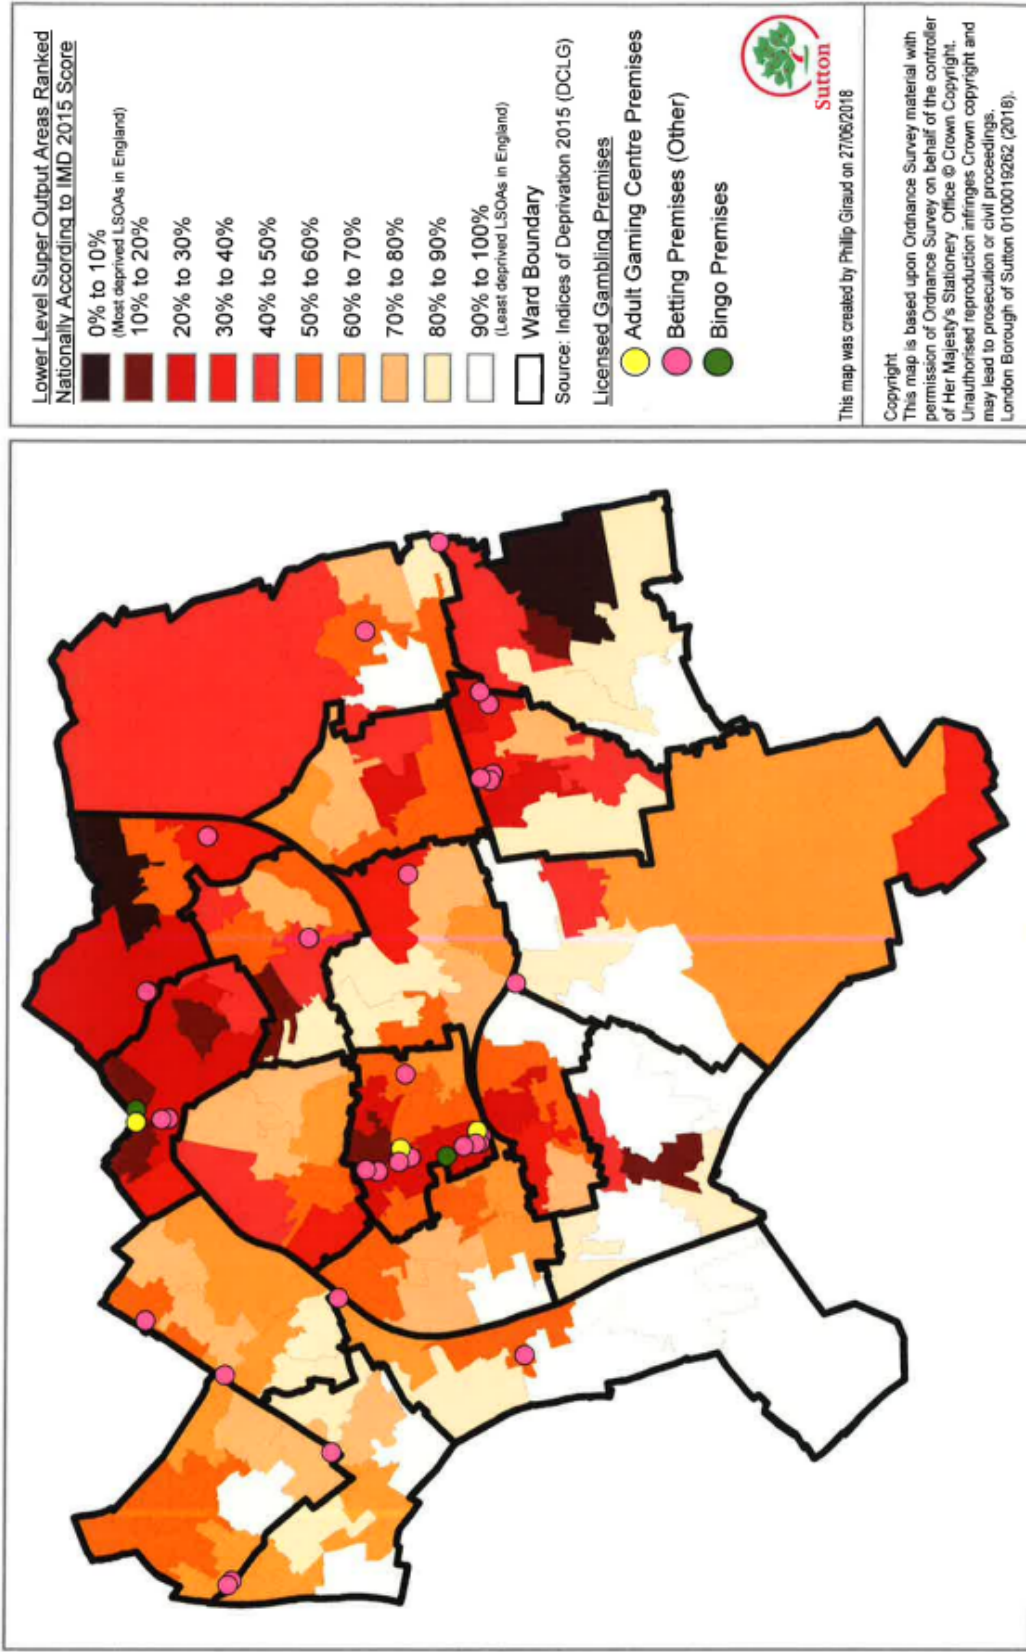 Lower Level Super Output Areas Ranked
Nationally According to IMD 2015 Score
0% to 10%
(Most deprived LSOAs in England)
10% to 20%
20% to 30%
30% to 40%
40% to 50%
50% to 60%
60% to 70%
70% to 80%
80% to 90%
90% to 100%
(Least deprived LSOAs in England)
Ward Boundary
Source: Indices of Deprivation 2015 (DCLG)
Licensed Gambling Premises
Adult Gaming Centre Premises
Betting Premises (Other)
Bingo Premises
Sutton
This map was created by Phillip Giraud on 27/06/2018
Copyright
This map is based upon Ordnance Survey material with
permission of Ordnance Survey on behalf of the controller
of Her Majesty's Stationery Office © Crown Copyright.
Unauthorised reproduction infringes Crown copyright and
may lead to prosecution or civil proceedings.
London Borough of Sutton 0100019262 (2018).